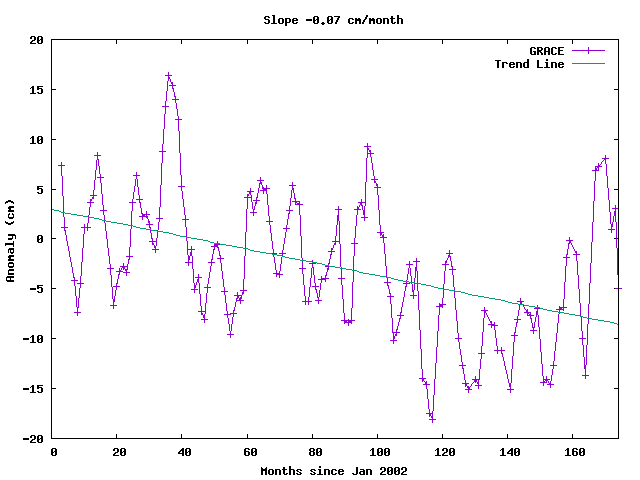 Slope -0.07 cm/month
GRACE
Trend Line
20
15
10
5
0
-5
-10
-15
-20
Anomaly (cm)
0 20 40 60 80 100 120 140 160
Months since Jan 2002